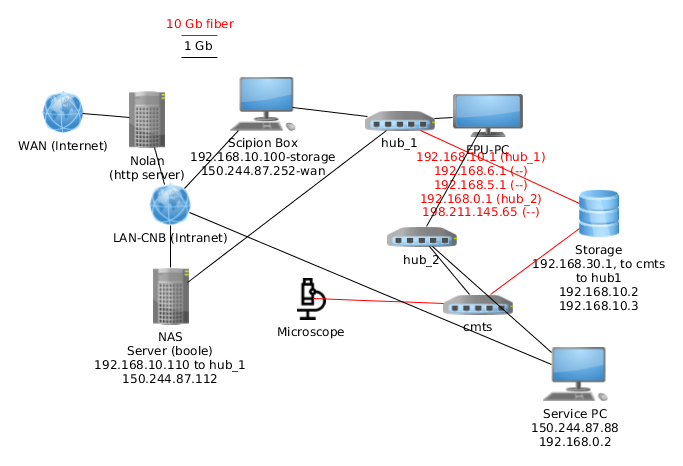 10 Gb fiber
1 Gb
WAN (Internet)
Nolan
(http server)
Scipion Box
192.168.10.100-storage
150.244.87.252-wan
hub_1
EPU-PC
192.168.10.1 (hub_1)
192.168.6.1 (--)
192.168.5.1 (--)
192.168.0.1 (hub_2)
198.211.145.65 (--)
LAN-CNB (Intranet)
hub_2
Storage
192.168.30.1, to cmts
to hub1
192.168.10.2
192.168.10.3
Microscope
cmts
NAS
Server (boole)
192.168.10.110 to hub_1
150.244.87.112
Service PC
150.244.87.88
192.168.0.2